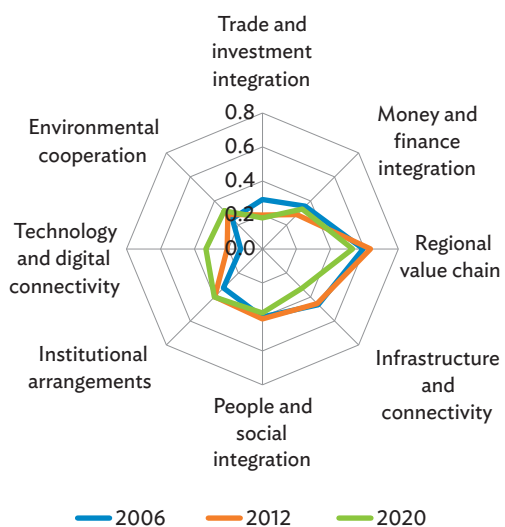 Trade and
investment
integration
Money and
finance
integration
Regional
value chain
Infrastructure
and
connectivity
People and
social
integration
Institutional
arrangements
Technology
and digital
connectivity
Environmental
cooperation
0.8
0.6
0.4
0.2
0.0
2006
2012
2020